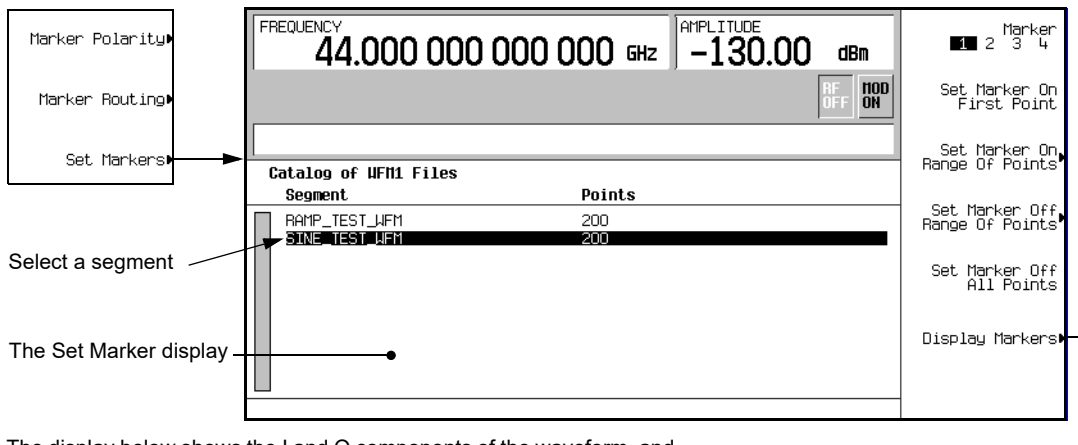 Marker Polarity
Marker Routing
Set Markers
FREQUENCY
44.000 000 000 000 GHz
AMPLITUDE
-130.00 dBm
RF OFF
MOD ON
Catalog of WFM1 Files
Segment Points
RAMP_TEST_WFM 200
SINE_TEST_WFM 200
Select a segment
The Set Marker display
Marker
1 2 3 4
Set Marker On
First Point
Set Marker On
Range Of Points
Set Marker Off
Range Of Points
Set Marker Off
All Points
Display Markers
The display below shows the I and Q components of the waveform, and